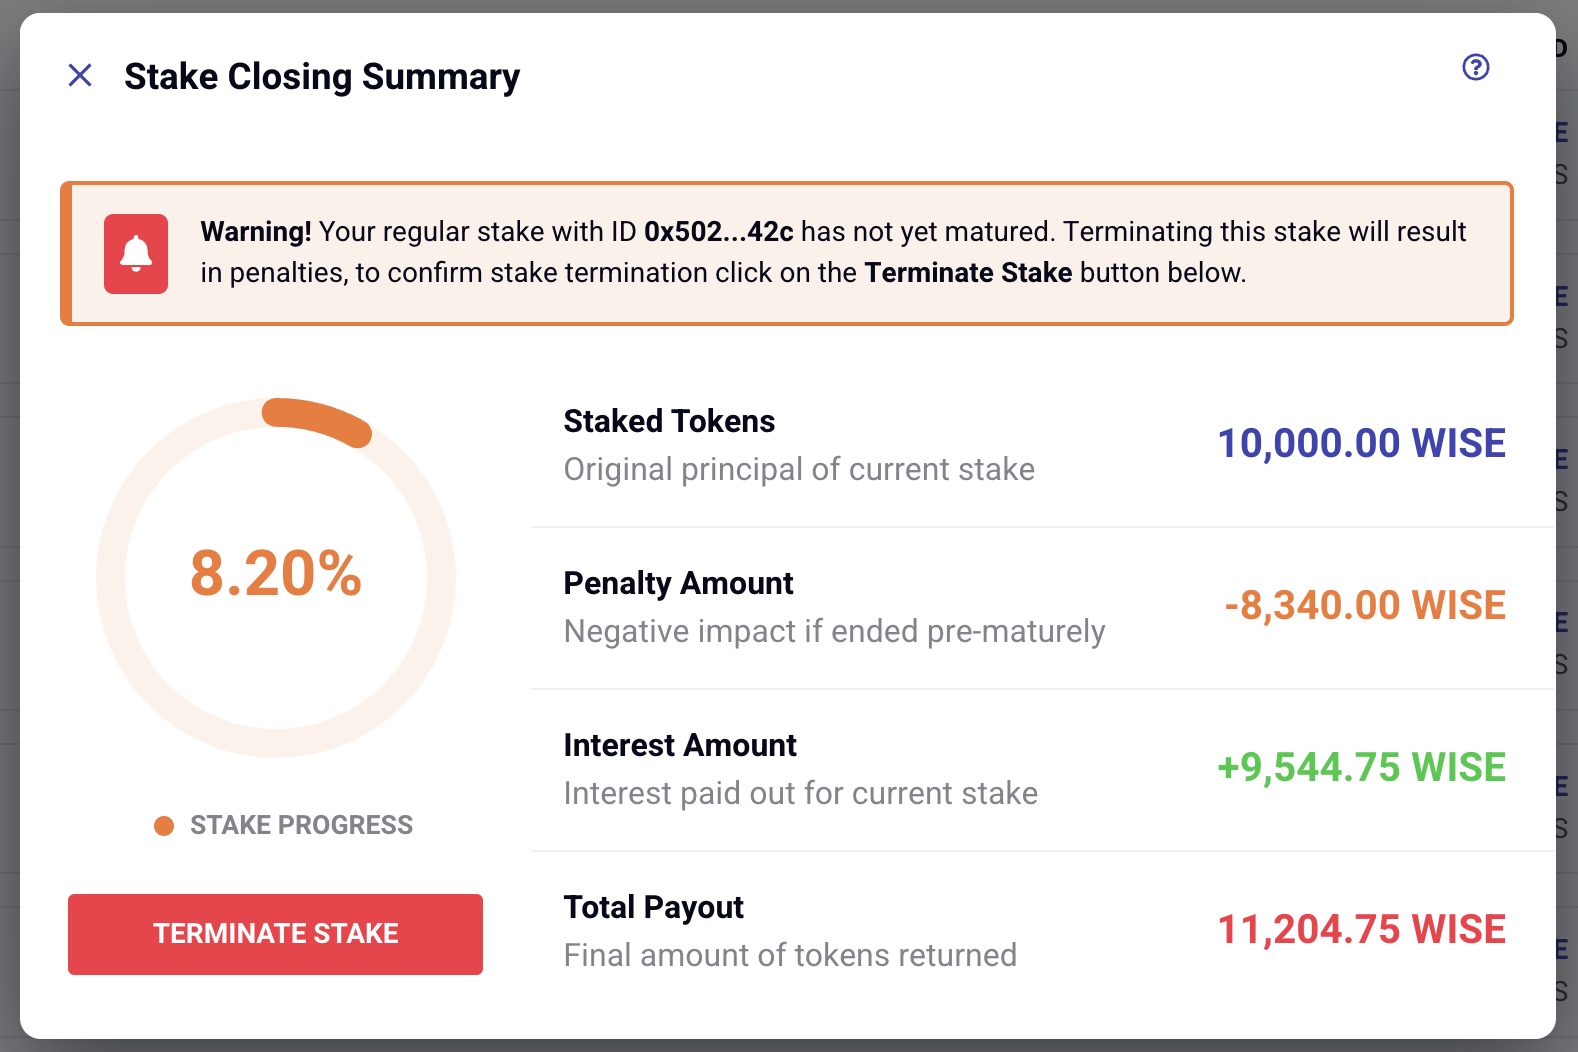 Stake Closing Summary
Warning! Your regular stake with ID 0x502...42c has not yet matured. Terminating this stake will result
in penalties, to confirm stake termination click on the Terminate Stake button below.
8.20%
STAKE PROGRESS
TERMINATE STAKE
Staked Tokens
Original principal of current stake
10,000.00 WISE
Penalty Amount
Negative impact if ended pre-maturely
-8,340.00 WISE
Interest Amount
Interest paid out for current stake
+9,544.75 WISE
Total Payout
Final amount of tokens returned
11,204.75 WISE